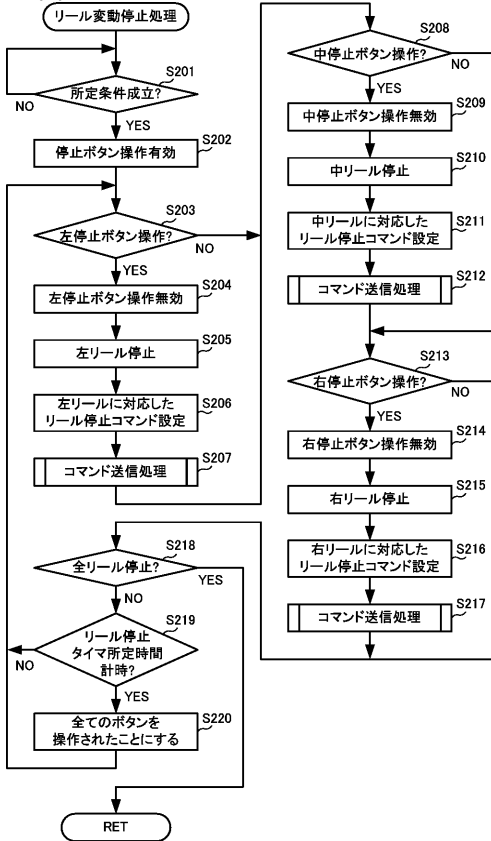 リール変動停止処理
S201
所定条件成立?
NO
YES
S202
停止ボタン操作有効
S203
左停止ボタン操作?
NO
YES
S204
左停止ボタン操作無効
S205
左リール停止
S206
左リールに対応した
リール停止コマンド設定
S207
コマンド送信処理
S208
中停止ボタン操作?
NO
YES
S209
中停止ボタン操作無効
S210
中リール停止
S211
中リールに対応した
リール停止コマンド設定
S212
コマンド送信処理
S213
右停止ボタン操作?
NO
YES
S214
右停止ボタン操作無効
S215
右リール停止
S216
右リールに対応した
リール停止コマンド設定
S217
コマンド送信処理
S218
全リール停止?
YES
NO
S219
リール停止
タイマ所定時間
計時?
NO
YES
S220
全てのボタンを
操作されたことにする
RET